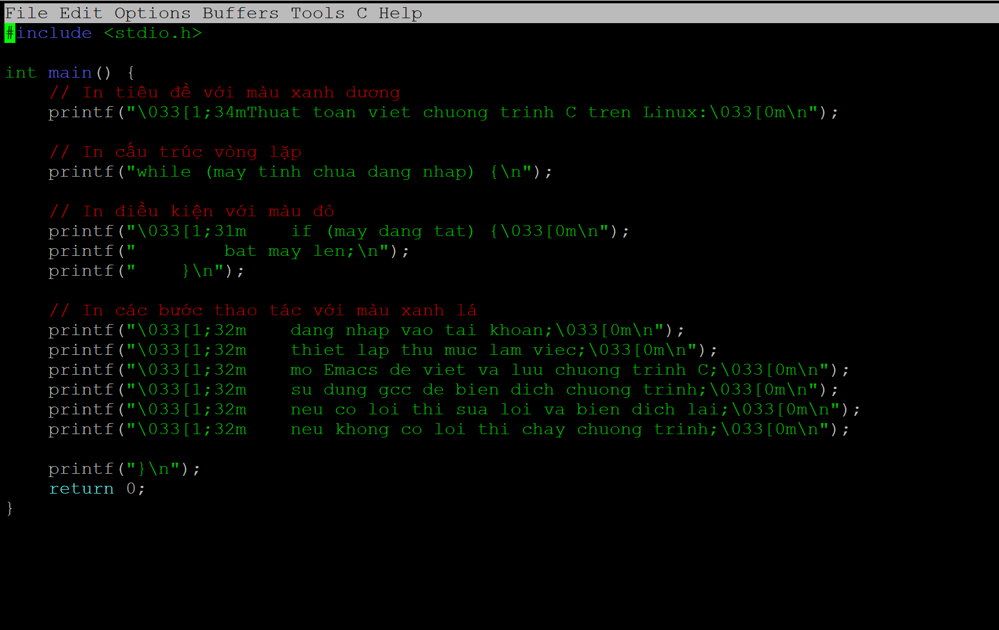 File Edit Options Buffers Tools C Help
#include <stdio.h>
int main() {
    // In tiêu đề với màu xanh dương
    printf("\033[1;34mThuat toan viet chuong trinh C tren Linux:\033[0m\n");
    // In cấu trúc vòng lặp
    printf("while (may tinh chua dang nhap) {\n");
    // In điều kiện với màu đỏ
    printf("\033[1;31m    if (may dang tat) {\033[0m\n");
    printf("        bat may len;\n");
    printf("    }\n");
    // In các bước thao tác với màu xanh lá
    printf("\033[1;32m    dang nhap vao tai khoan;\033[0m\n");
    printf("\033[1;32m    thiet lap thu muc lam viec;\033[0m\n");
    printf("\033[1;32m    mo Emacs de viet va luu chuong trinh C;\033[0m\n");
    printf("\033[1;32m    su dung gcc de bien dich chuong trinh;\033[0m\n");
    printf("\033[1;32m    neu co loi thi sua loi va bien dich lai;\033[0m\n");
    printf("\033[1;32m    neu khong co loi thi chay chuong trinh;\033[0m\n");
    printf("}\n");
    return 0;
}